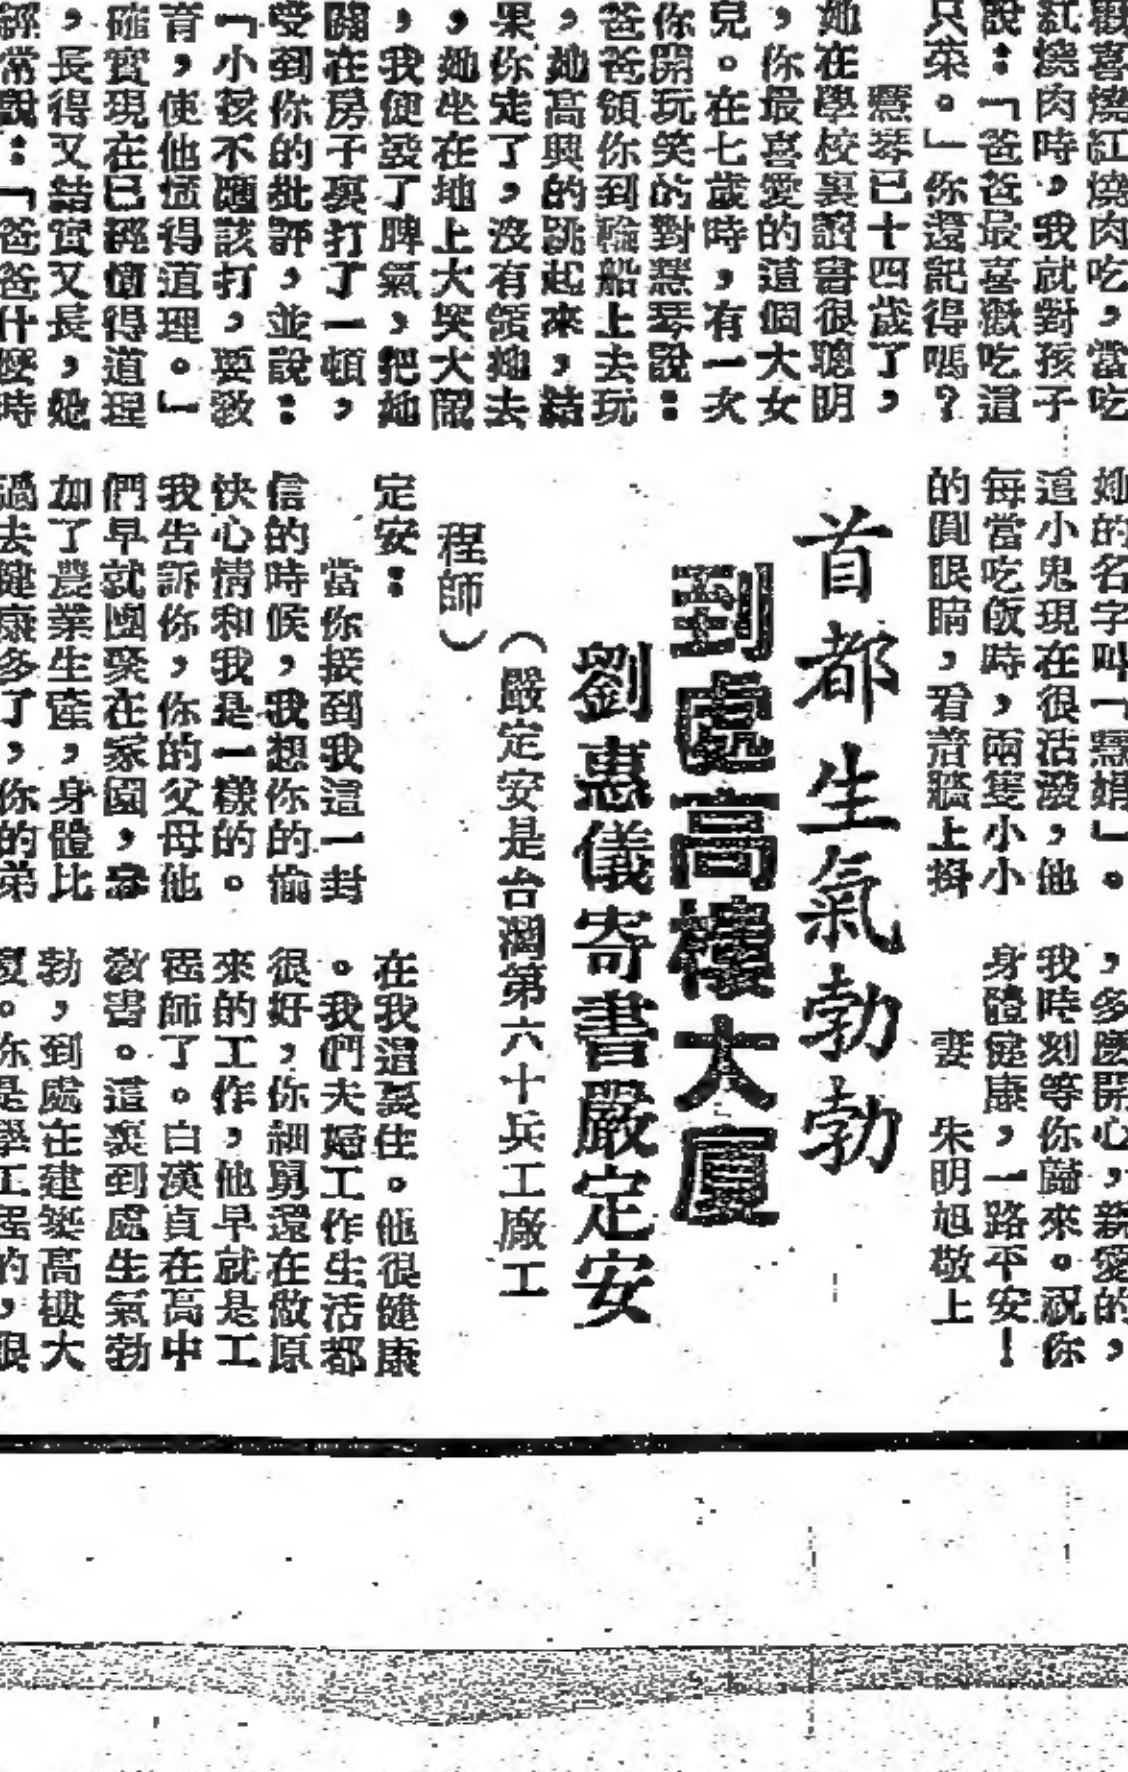 歡喜燒紅燒肉吃，當吃
紅燒肉時，我就對孩子
說：「爸爸最喜歡吃這
只菜。」你還記得嗎？
慧琴已十四歲了，
她在學校裏讀書很聰明
，你最喜愛的這個大女
兒。在七歲時，有一次
你開玩笑的對慧琴說：
爸爸領你到輪船上去玩
，她高興的跳起來，結
果你走了，沒有領她去
，她坐在地上大哭大鬧
，我便發了脾氣，把她
關在房子裏打了一頓，
受到你的批評，並說：
「小孩不應該打，要教
育，使他懂得道理。」
確實現在已經懂得道理
，長得又結實又長，她
經常說：「爸爸什麼時
她的名字叫「慧娟」。
這小鬼現在很活潑，他
每當吃飯時，兩隻小小
的圓眼睛，看着牆上掛
，多麼開心，親愛的，
我時刻等你歸來。祝你
身體健康，一路平安！
妻　朱明旭敬上
首都生氣勃勃
到處高樓大廈
劉惠儀寄書嚴定安
（嚴定安是台灣第六十兵工廠工
程師）
定安：
當你接到我這一封
信的時候，我想你的愉
快心情和我是一樣的。
我告訴你，你的父母他
們早就團聚在家園，參
加了農業生產，身體比
過去健康多了，你的弟
在我這裏住。他很健康
。我們夫婦工作生活都
很好，你細舅還在做原
來的工作，他早就是工
程師了。白漢貞在高中
教書。這裏到處生氣勃
勃，到處在建築高樓大
廈。你是學工程的，眼